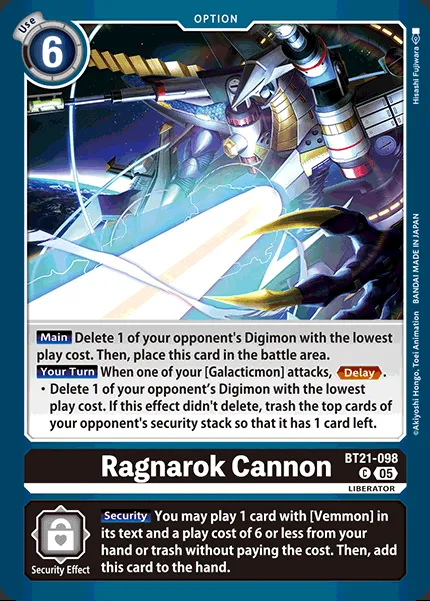 OPTION
Use
6
Hisashi Fujiwara
Main Delete 1 of your opponent's Digimon with the lowest
play cost. Then, place this card in the battle area.
Your Turn When one of your [Galacticmon] attacks, Delay.
・Delete 1 of your opponent's Digimon with the lowest
play cost. If this effect didn't delete, trash the top cards of
your opponent's security stack so that it has 1 card left.
©Akiyoshi Hongo, Toei Animation BANDAI MADE IN JAPAN
Ragnarok Cannon
BT21-098
C 05
LIBERATOR
Security You may play 1 card with [Vemmon] in
its text and a play cost of 6 or less from your
hand or trash without paying the cost. Then, add
this card to the hand.
Security Effect